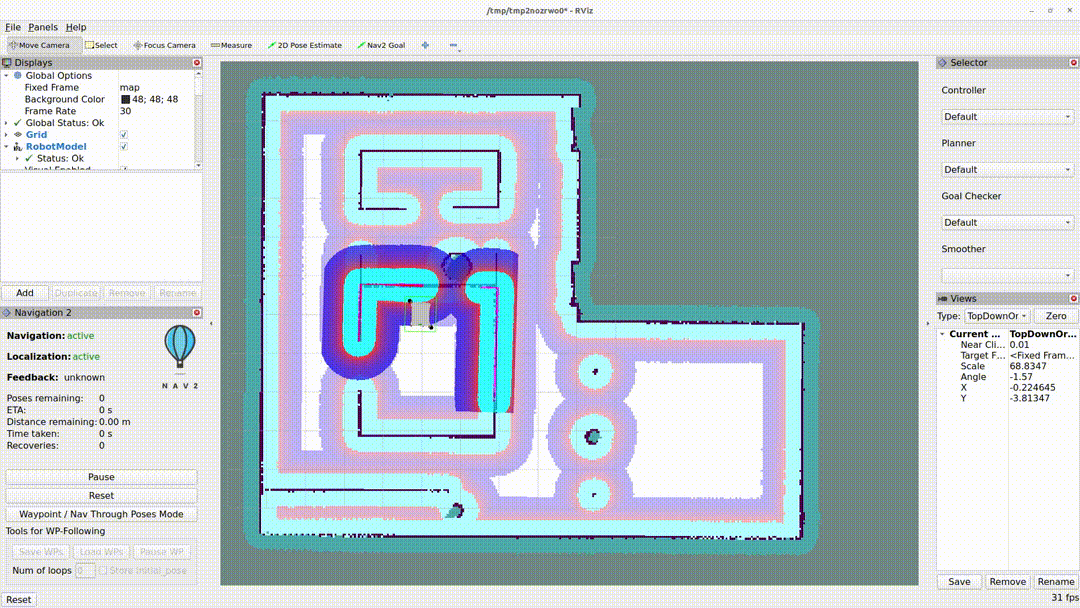 /tmp/tmp2nozrwo0* - RViz
File Panels Help
Move Camera Select Focus Camera Measure 2D Pose Estimate Nav2 Goal
Displays
Global Options
Fixed Frame map
Background Color 48; 48; 48
Frame Rate 30
Global Status: Ok
Grid
RobotModel
Status: Ok
Visual Enabled
Add Duplicate Remove Rename
Navigation 2
Navigation: active
Localization: active
Feedback: unknown
NAV2
Poses remaining: 0
ETA: 0 s
Distance remaining: 0.00 m
Time taken: 0 s
Recoveries: 0
Pause
Reset
Waypoint / Nav Through Poses Mode
Tools for WP-Following
Save WPs Load WPs Pause WP
Num of loops 0 Store initial_pose
Reset
Selector
Controller
Default
Planner
Default
Goal Checker
Default
Smoother
Views
Type: TopDownOr Zero
Current ... TopDownOr...
Near Cli... 0.01
Target F... <Fixed Fram...
Scale 68.8347
Angle -1.57
X -0.224645
Y -3.81347
Save Remove Rename
31 fps